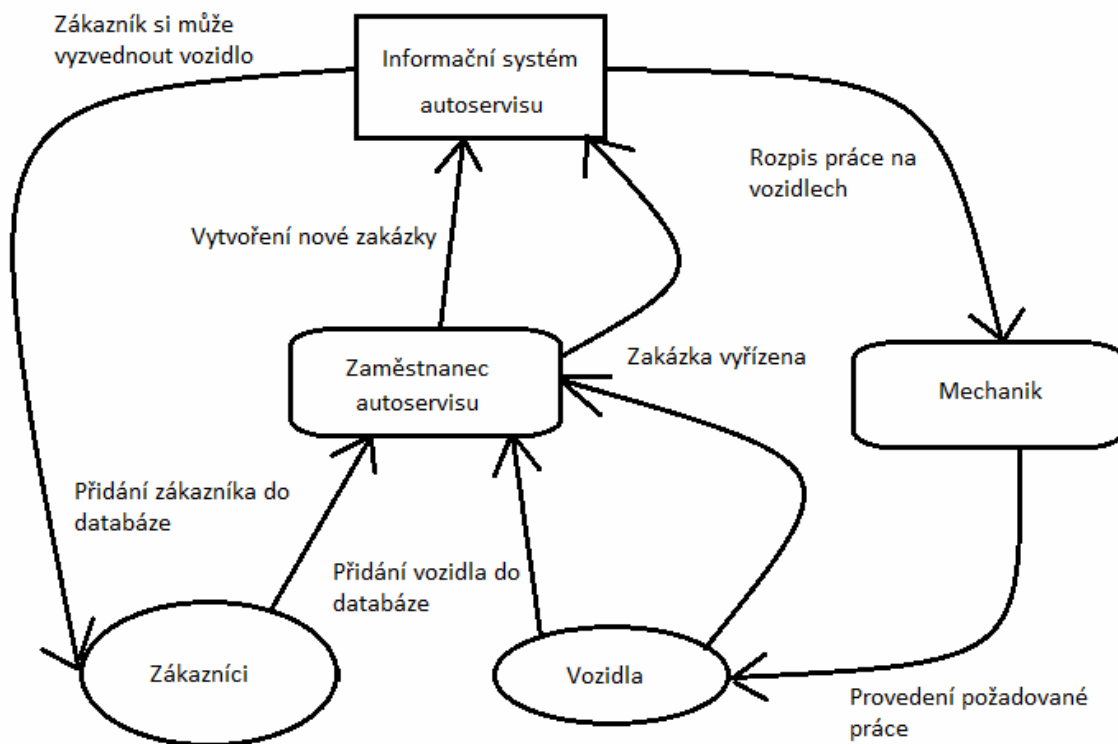 Zákazník si může
vyzvednout vozidlo
Informační systém
autoservisu
Rozpis práce na
vozidlech
Vytvoření nové zakázky
Zaměstnanec
autoservisu
Zakázka vyřízena
Mechanik
Přidání zákazníka do
databáze
Přidání vozidla do
databáze
Zákazníci
Vozidla
Provedení požadované
práce